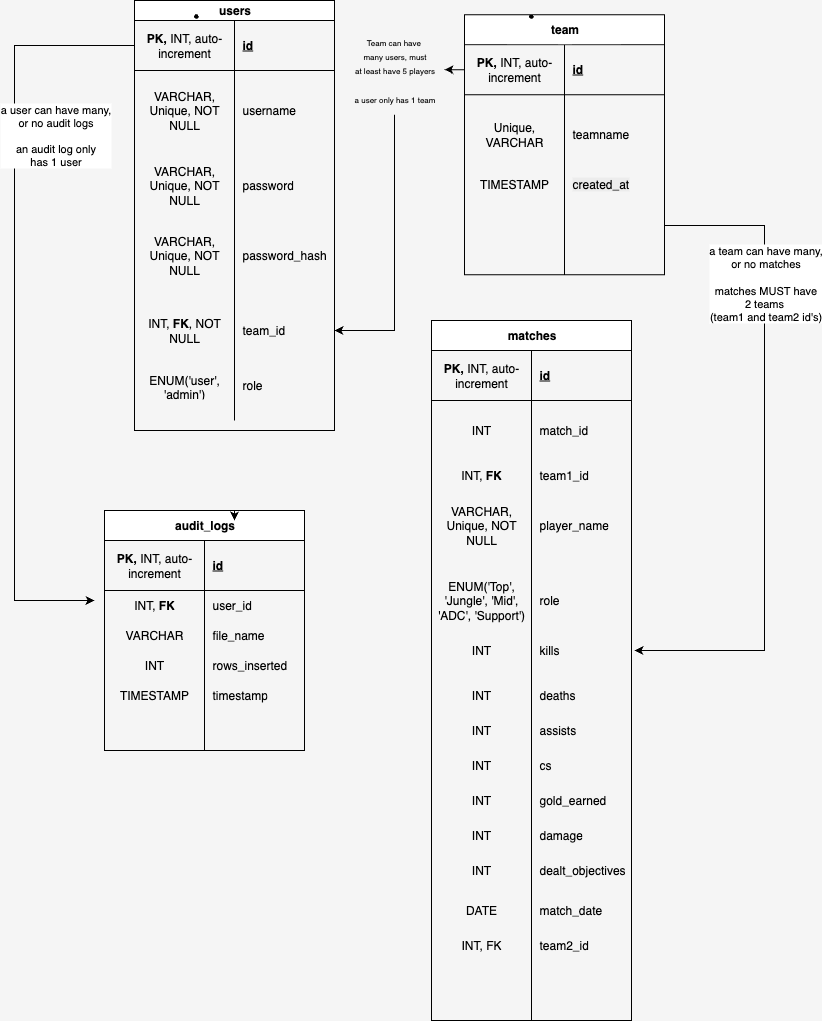 users
PK, INT, auto-
increment
id
VARCHAR,
Unique, NOT
NULL
username
VARCHAR,
Unique, NOT
NULL
password
VARCHAR,
Unique, NOT
NULL
password_hash
INT, FK, NOT
NULL
team_id
ENUM('user',
'admin')
role
Team can have
many users, must
at least have 5 players
a user only has 1 team
team
PK, INT, auto-
increment
id
Unique,
VARCHAR
teamname
TIMESTAMP
created_at
a user can have many,
or no audit logs
an audit log only
has 1 user
a team can have many,
or no matches
matches MUST have
2 teams
(team1 and team2 id's)
audit_logs
PK, INT, auto-
increment
id
INT, FK
user_id
VARCHAR
file_name
INT
rows_inserted
TIMESTAMP
timestamp
matches
PK, INT, auto-
increment
id
INT
match_id
INT, FK
team1_id
VARCHAR,
Unique, NOT
NULL
player_name
ENUM('Top',
'Jungle', 'Mid',
'ADC', 'Support')
role
INT
kills
INT
deaths
INT
assists
INT
cs
INT
gold_earned
INT
damage
INT
dealt_objectives
DATE
match_date
INT, FK
team2_id